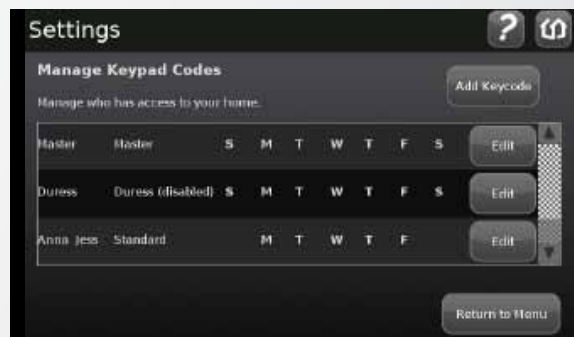 Settings
?
Manage Keypad Codes
Add Keycode
Manage who has access to your home.
Master Master S M T W T F S Edit
Duress Duress (disabled) S M T W T F S Edit
Anna Jess Standard M T W T F Edit
Return to Menu